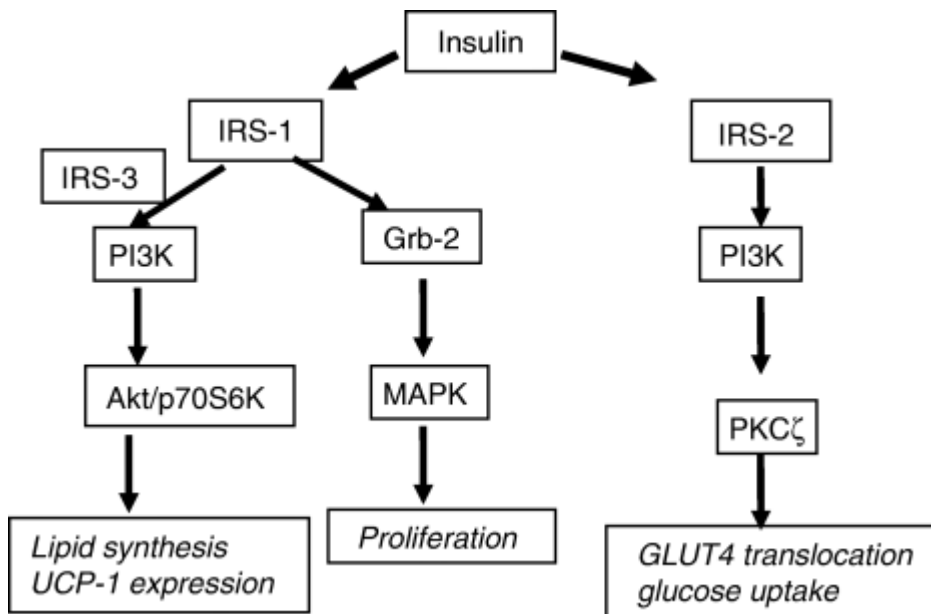 Insulin
IRS-1
IRS-2
IRS-3
PI3K
Grb-2
PI3K
Akt/p70S6K
MAPK
PKCζ
Lipid synthesis
UCP-1 expression
Proliferation
GLUT4 translocation
glucose uptake